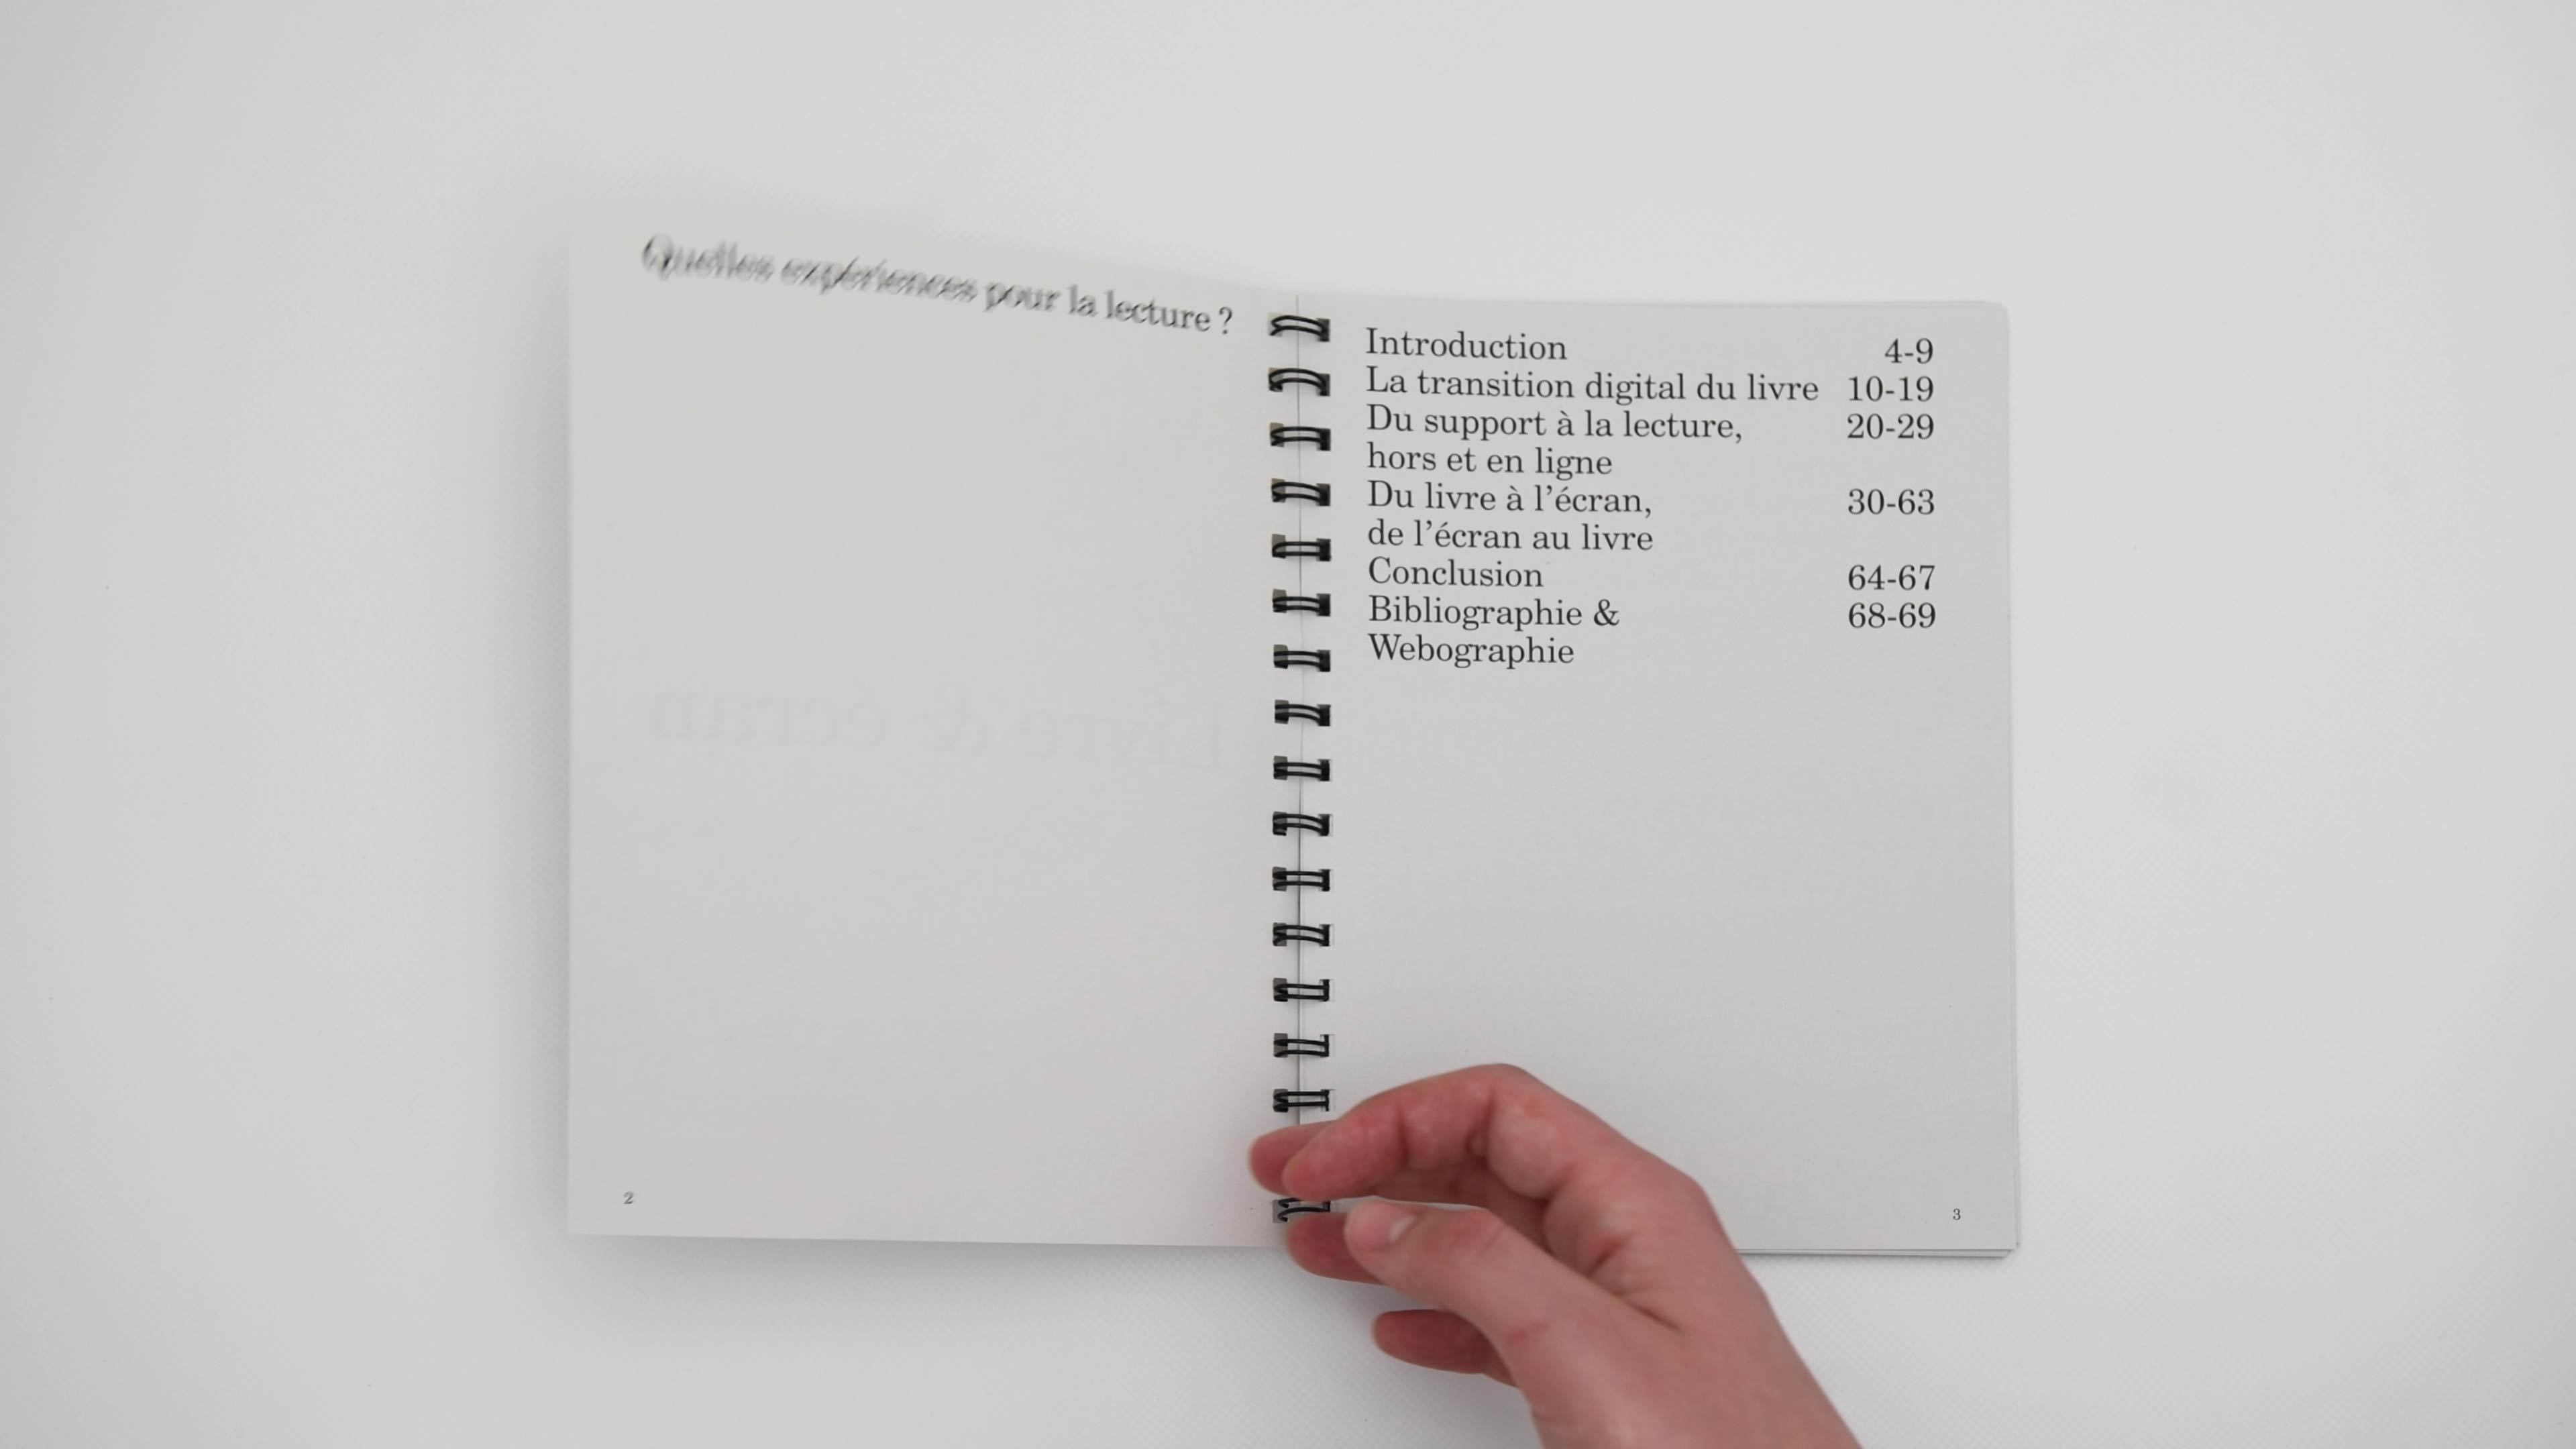 Quelles expériences pour la lecture ?
2
Introduction 4-9
La transition digital du livre 10-19
Du support à la lecture, 20-29
hors et en ligne
Du livre à l’écran, 30-63
de l’écran au livre
Conclusion 64-67
Bibliographie & 68-69
Webographie
3
Livre & écran